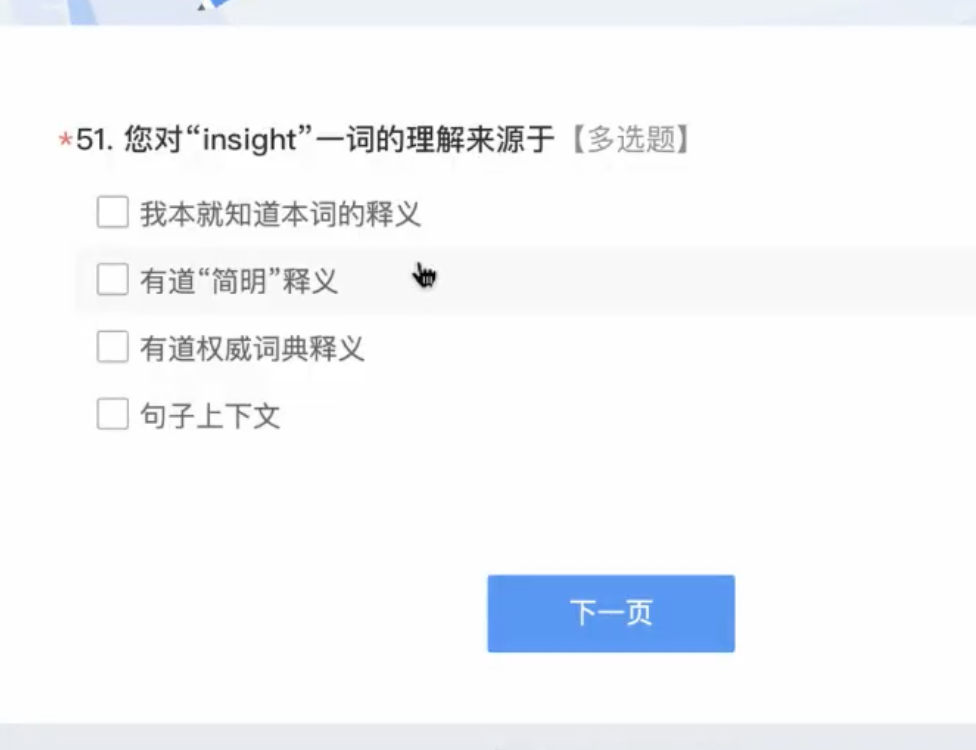 *51. 您对“insight”一词的理解来源于【多选题】
我本就知道本词的释义
有道“简明”释义
有道权威词典释义
句子上下文
下一页